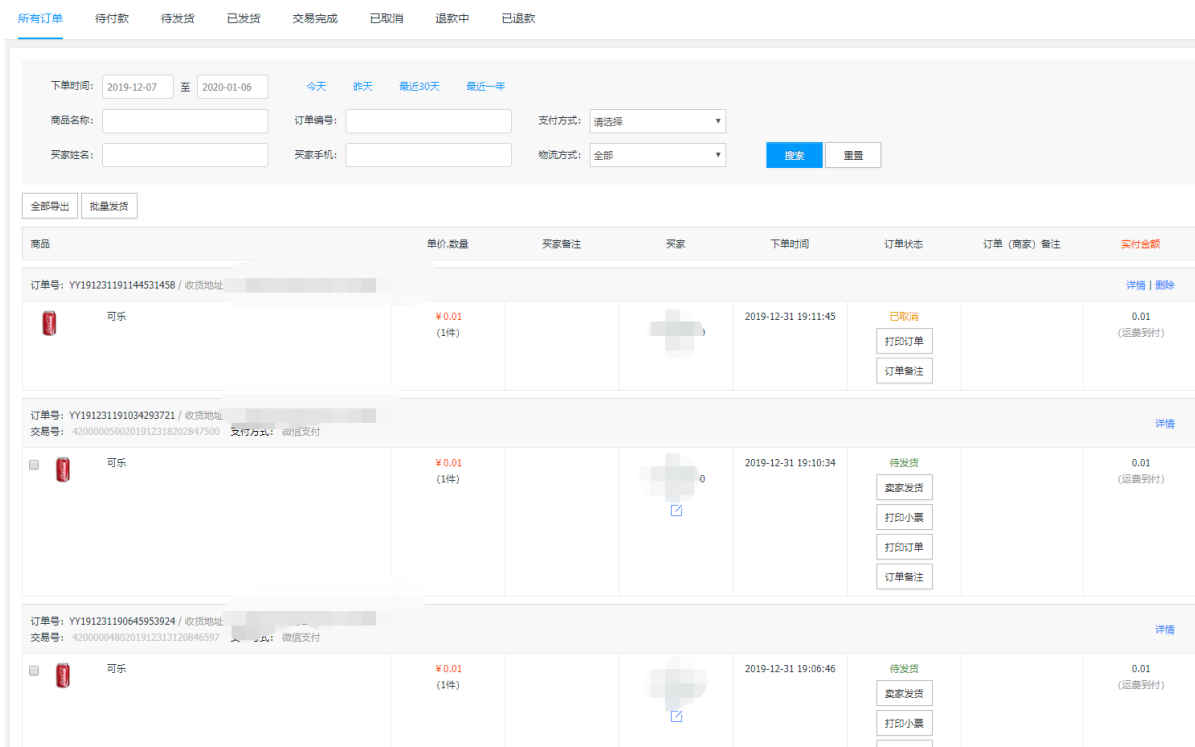 所有订单 待付款 待发货 已发货 交易完成 已取消 退款中 已退款
下单时间: 2019-12-07 至 2020-01-06 今天 昨天 最近30天 最近一年
商品名称: 订单编号: 支付方式: 请选择
买家姓名: 买家手机: 物流方式: 全部 搜索 重置
全部导出 批量发货
商品 单价.数量 买家备注 买家 下单时间 订单状态 订单（商家）备注 实付金额
订单号: YY191231191144531458 / 收货地址 详情 | 删除
可乐 ￥0.01 2019-12-31 19:11:45 已取消 0.01
(1件) (运费到付)
打印订单
订单备注
订单号: YY191231191034293721 / 收货地址
详情
交易号: 4200000500201912318202847500 支付方式: 微信支付
可乐 ￥0.01 2019-12-31 19:10:34 待发货 0.01
(1件) (运费到付)
卖家发货
打印小票
打印订单
订单备注
订单号: YY191231190645953924 / 收货地址
详情
交易号: 4200000480201912313120846597 微信支付
可乐 ￥0.01 2019-12-31 19:06:46 待发货 0.01
(1件) (运费到付)
卖家发货
打印小票